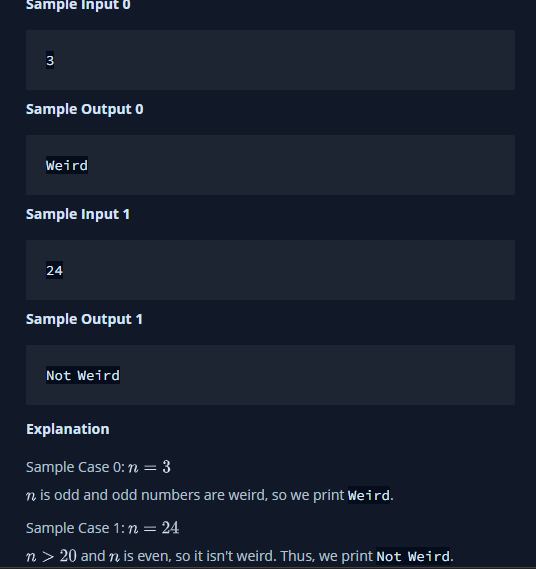 Sample Input 0
3
Sample Output 0
Weird
Sample Input 1
24
Sample Output 1
Not Weird
Explanation
Sample Case 0: n = 3
n is odd and odd numbers are weird, so we print Weird.
Sample Case 1: n = 24
n > 20 and n is even, so it isn't weird. Thus, we print Not Weird.